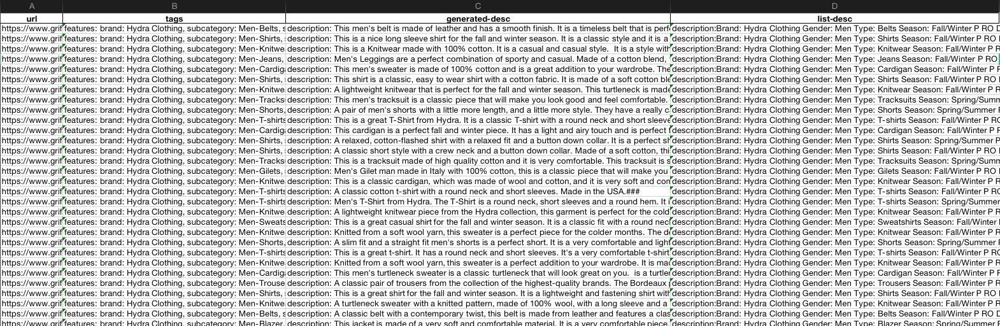 A B C D
url tags generated-desc list-desc
https://www.grif features: brand: Hydra Clothing, subcategory: Men-Belts, s description: This men's belt is made of leather and has a smooth finish. It is a timeless belt that is perf description:Brand: Hydra Clothing Gender: Men Type: Belts Season: Fall/Winter P RO D
https://www.grif features: brand: Hydra Clothing, subcategory: Men-Shirts, description: This is a nice long sleeve shirt for the fall and winter season. It is a classic style and it is a description:Brand: Hydra Clothing Gender: Men Type: Shirts Season: Fall/Winter P RO
https://www.grif features: brand: Hydra Clothing, subcategory: Men-Knitwe description: This is a Knitwear made with 100% cotton. It is a casual and casual style.  It is a style with description:Brand: Hydra Clothing Gender: Men Type: Knitwear Season: Fall/Winter P R
https://www.grif features: brand: Hydra Clothing, subcategory: Men-Jeans, description: Men's Leggings are a perfect combination of sporty and casual. Made of a cotton blend, description:Brand: Hydra Clothing Gender: Men Type: Jeans Season: Fall/Winter P RO
https://www.grif features: brand: Hydra Clothing, subcategory: Men-Cardig description: This men's sweater is made of 100% cotton and is a great addition to your wardrobe. The description:Brand: Hydra Clothing Gender: Men Type: Cardigan Season: Fall/Winter P R
https://www.grif features: brand: Hydra Clothing, subcategory: Men-Shirts, description: This shirt is a classic, easy to wear shirt with a cotton fabric. It is made of a soft cotton ble description:Brand: Hydra Clothing Gender: Men Type: Shirts Season: Fall/Winter P RO
https://www.grif features: brand: Hydra Clothing, subcategory: Men-Knitwe description: A lightweight knitwear that is perfect for the fall and winter season. This turtleneck is made description:Brand: Hydra Clothing Gender: Men Type: Knitwear Season: Fall/Winter P R
https://www.grif features: brand: Hydra Clothing, subcategory: Men-Tracks description: This men's tracksuit is a classic piece that will make you look good and feel comfortable. description:Brand: Hydra Clothing Gender: Men Type: Tracksuits Season: Spring/Summ
https://www.grif features: brand: Hydra Clothing, subcategory: Men-Shorts, description: A pair of men's shorts with a little more length, and a little more style. They have a really c description:Brand: Hydra Clothing Gender: Men Type: Shorts Season: Spring/Summer P
https://www.grif features: brand: Hydra Clothing, subcategory: Men-T-shirts description: This is a great T-Shirt from Hydra. It is a classic T-shirt with a round neck and short sleeve description:Brand: Hydra Clothing Gender: Men Type: T-shirts Season: Fall/Winter P RO
https://www.grif features: brand: Hydra Clothing, subcategory: Men-Cardig description: This cardigan is a perfect fall and winter piece. It has a light and airy touch and is perfect description:Brand: Hydra Clothing Gender: Men Type: Cardigan Season: Fall/Winter P R
https://www.grif features: brand: Hydra Clothing, subcategory: Men-Shirts, description: A relaxed, cotton-flashed shirt with a relaxed fit and a button down collar. It is a perfect sh description:Brand: Hydra Clothing Gender: Men Type: Shirts Season: Spring/Summer P
https://www.grif features: brand: Hydra Clothing, subcategory: Men-Shirts, description: A classic short style with a crew neck and a button down collar. Made of a soft cotton, thi description:Brand: Hydra Clothing Gender: Men Type: Shirts Season: Fall/Winter P RO
https://www.grif features: brand: Hydra Clothing, subcategory: Men-Tracks description: This is a tracksuit made of high quality cotton and it is very comfortable. This tracksuit is s description:Brand: Hydra Clothing Gender: Men Type: Tracksuits Season: Spring/Summ
https://www.grif features: brand: Hydra Clothing, subcategory: Men-Gilets, description: Men's Gilet man made in Italy with 100% cotton, this is a classic piece that will make you description:Brand: Hydra Clothing Gender: Men Type: Gilets Season: Fall/Winter P RO
https://www.grif features: brand: Hydra Clothing, subcategory: Men-Knitwe description: This is a classic cardigan, which was made of wool and cotton, and it is very soft and con description:Brand: Hydra Clothing Gender: Men Type: Knitwear Season: Fall/Winter P R
https://www.grif features: brand: Hydra Clothing, subcategory: Men-T-shirts description: A classic cotton t-shirt with a round neck and short sleeves. Made in the USA.### description:Brand: Hydra Clothing Gender: Men Type: T-shirts Season: Fall/Winter P RO
https://www.grif features: brand: Hydra Clothing, subcategory: Men-T-shirts description: Men's T-Shirt from Hydra. The T-Shirt is a round neck, short sleeves and a round hem. It description:Brand: Hydra Clothing Gender: Men Type: T-shirts Season: Spring/Summer
https://www.grif features: brand: Hydra Clothing, subcategory: Men-Knitwe description: A lightweight knitwear piece from the Hydra collection, this garment is perfect for the cold description:Brand: Hydra Clothing Gender: Men Type: Knitwear Season: Fall/Winter P R
https://www.grif features: brand: Hydra Clothing, subcategory: Men-Sweats description: This is a great casual shirt for the fall and winter season. It is a classic fit with a round nec description:Brand: Hydra Clothing Gender: Men Type: Sweatshirts Season: Fall/Winter
https://www.grif features: brand: Hydra Clothing, subcategory: Men-Knitwe description: Knitted from a soft wool yarn, this sweater is a perfect piece for the colder months. The de description:Brand: Hydra Clothing Gender: Men Type: Knitwear Season: Fall/Winter P R
https://www.grif features: brand: Hydra Clothing, subcategory: Men-Shorts, description: A slim fit and a straight fit men's shorts is a perfect short. It is a very comfortable and light description:Brand: Hydra Clothing Gender: Men Type: Shorts Season: Spring/Summer P
https://www.grif features: brand: Hydra Clothing, subcategory: Men-T-shirts description: This is a great t-shirt. It has a round neck and short sleeves. It's a very comfortable t-shirt description:Brand: Hydra Clothing Gender: Men Type: T-shirts Season: Fall/Winter P RO
https://www.grif features: brand: Hydra Clothing, subcategory: Men-Knitwe description: Knitted from a soft wool yarn, this sweater is a perfect addition to your wardrobe. It is mad description:Brand: Hydra Clothing Gender: Men Type: Knitwear Season: Fall/Winter P R
https://www.grif features: brand: Hydra Clothing, subcategory: Men-Cardig description: This men's turtleneck sweater is a classic turtleneck that will look great on you.  is a turtler description:Brand: Hydra Clothing Gender: Men Type: Cardigan Season: Fall/Winter P R
https://www.grif features: brand: Hydra Clothing, subcategory: Men-Trouse description: A classic pair of trousers from the collection of the highest-quality brands. The Bordeaux description:Brand: Hydra Clothing Gender: Men Type: Trousers Season: Fall/Winter P RO
https://www.grif features: brand: Hydra Clothing, subcategory: Men-Shirts, description: This is a great shirt for the fall and winter season. It is a lightweight and fastening shirt with description:Brand: Hydra Clothing Gender: Men Type: Shirts Season: Fall/Winter P RO
https://www.grif features: brand: Hydra Clothing, subcategory: Men-Knitwe description: A turtleneck sweater with a knitted pattern, made of 100% wool, with a long sleeve and a description:Brand: Hydra Clothing Gender: Men Type: Knitwear Season: Fall/Winter P R
https://www.grif features: brand: Hydra Clothing, subcategory: Men-Belts, s description: A classic belt with a contemporary twist, this belt is made from leather and features a clas description:Brand: Hydra Clothing Gender: Men Type: Belts Season: Fall/Winter P RO D
https://www.grif features: brand: Hydra Clothing, subcategory: Men-Blazer, description: This jacket is made of a very soft and comfortable material. It is a very comfortable piece, description:Brand: Hydra Clothing Gender: Men Type: Blazer Season: Spring/Summer